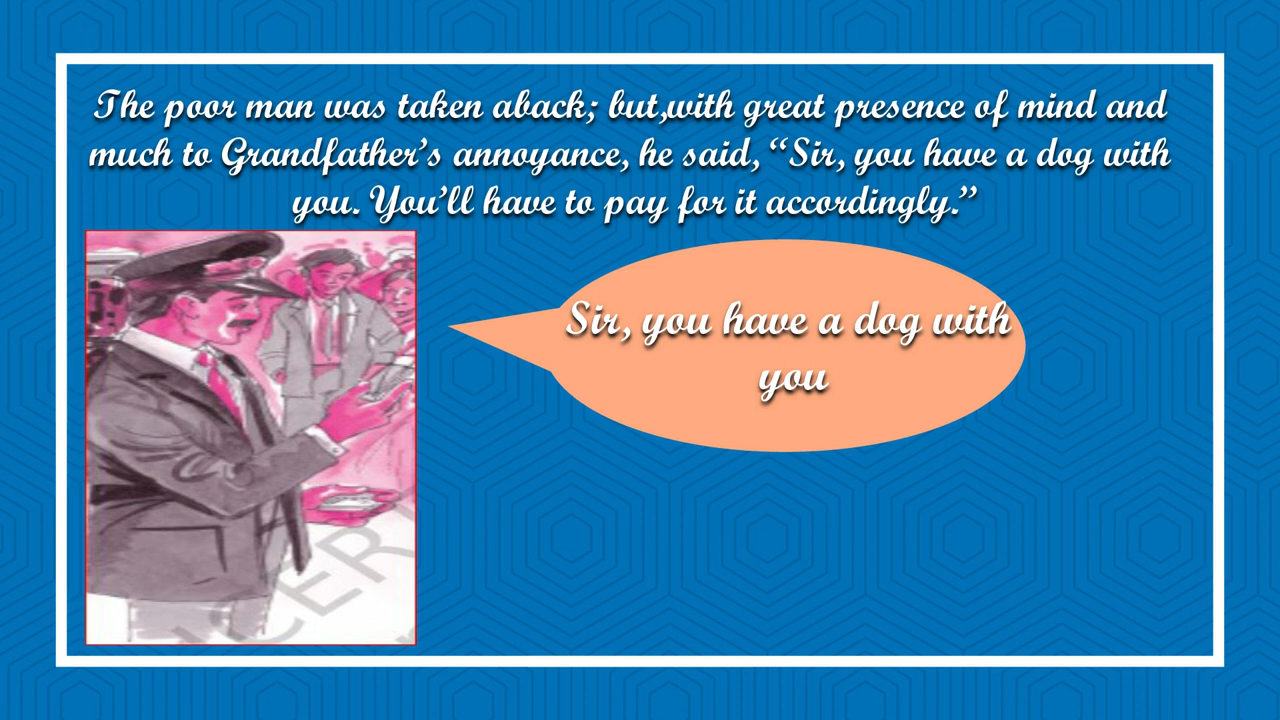 The poor man was taken aback; but,with great presence of mind and
much to Grandfather’s annoyance, he said, “Sir, you have a dog with
you. You’ll have to pay for it accordingly.”
Sir, you have a dog with
you